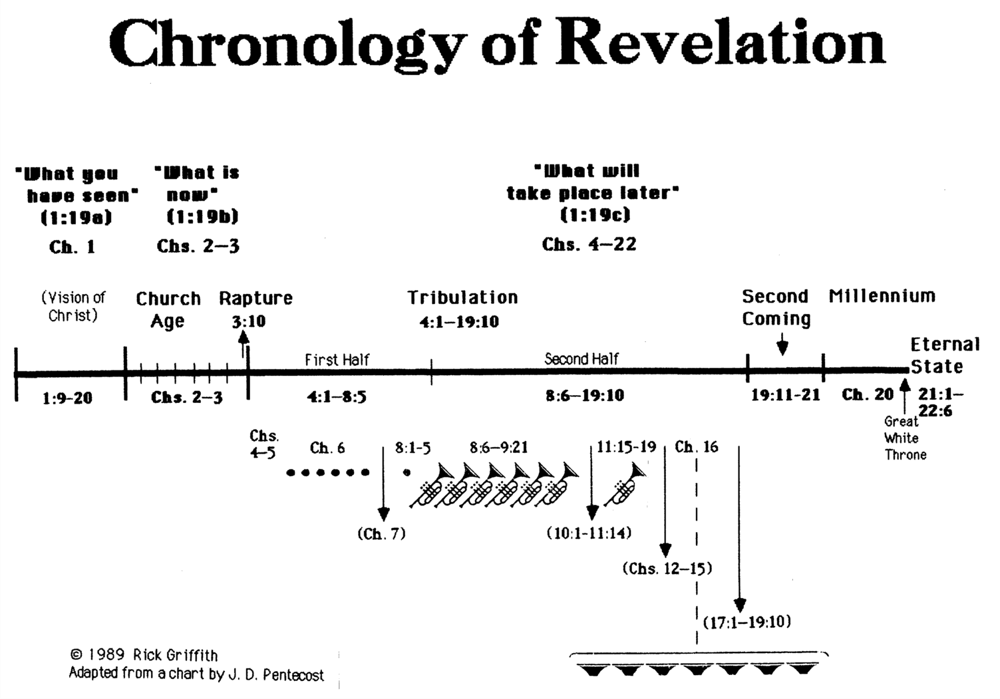 Chronology of Revelation
"What you
have seen"
(1:19a)
Ch. 1
"What is
now"
(1:19b)
Chs. 2–3
"What will
take place later"
(1:19c)
Chs. 4–22
(Vision of
Christ)
Church
Age
Rapture
3:10
Tribulation
4:1–19:10
Second
Coming
Millennium
Eternal
State
First Half
Second Half
1:9-20
Chs. 2–3
4:1–8:5
8:6–19:10
19:11-21
Ch. 20
21:1–
22:6
Great
White
Throne
Chs.
4–5
Ch. 6
8:1-5
8:6–9:21
11:15-19
Ch. 16
(Ch. 7)
(10:1-11:14)
(Chs. 12–15)
(17:1–19:10)
© 1989 Rick Griffith
Adapted from a chart by J. D. Pentecost